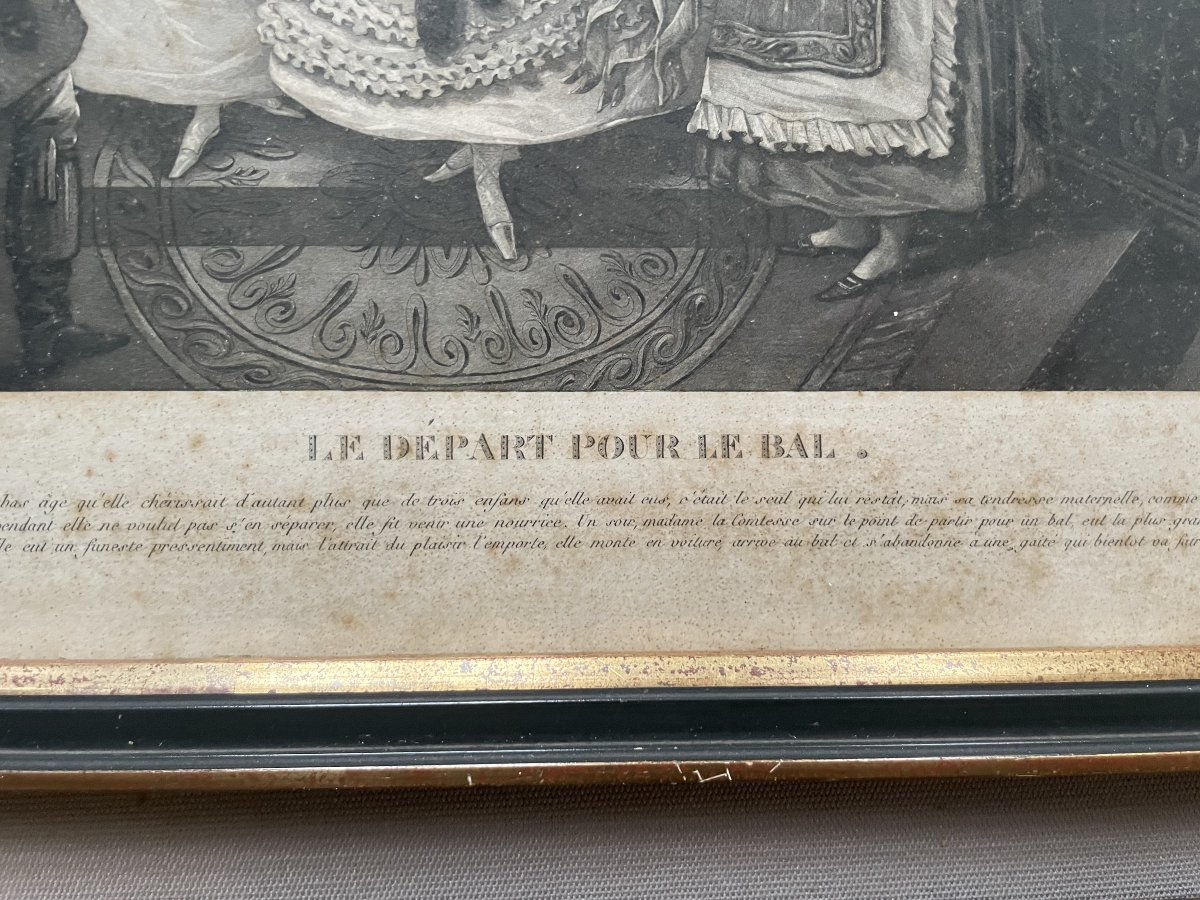 LE DÉPART POUR LE BAL.
bas âge qu'elle chérissait d'autant plus que de trois enfans qu'elle avait eus, c'était le seul qui lui restât, mais sa tendresse maternelle, comme
pendant elle ne voulut pas s'en séparer, elle fit venir une nourrice. Un soir, madame la Comtesse sur le point de partir pour un bal, eut la plus gra
le eut un funeste pressentiment, mais l'attrait du plaisir l'emporte, elle monte en voiture arrive au bal et s'abandonne à une gaité qui bientot va fair